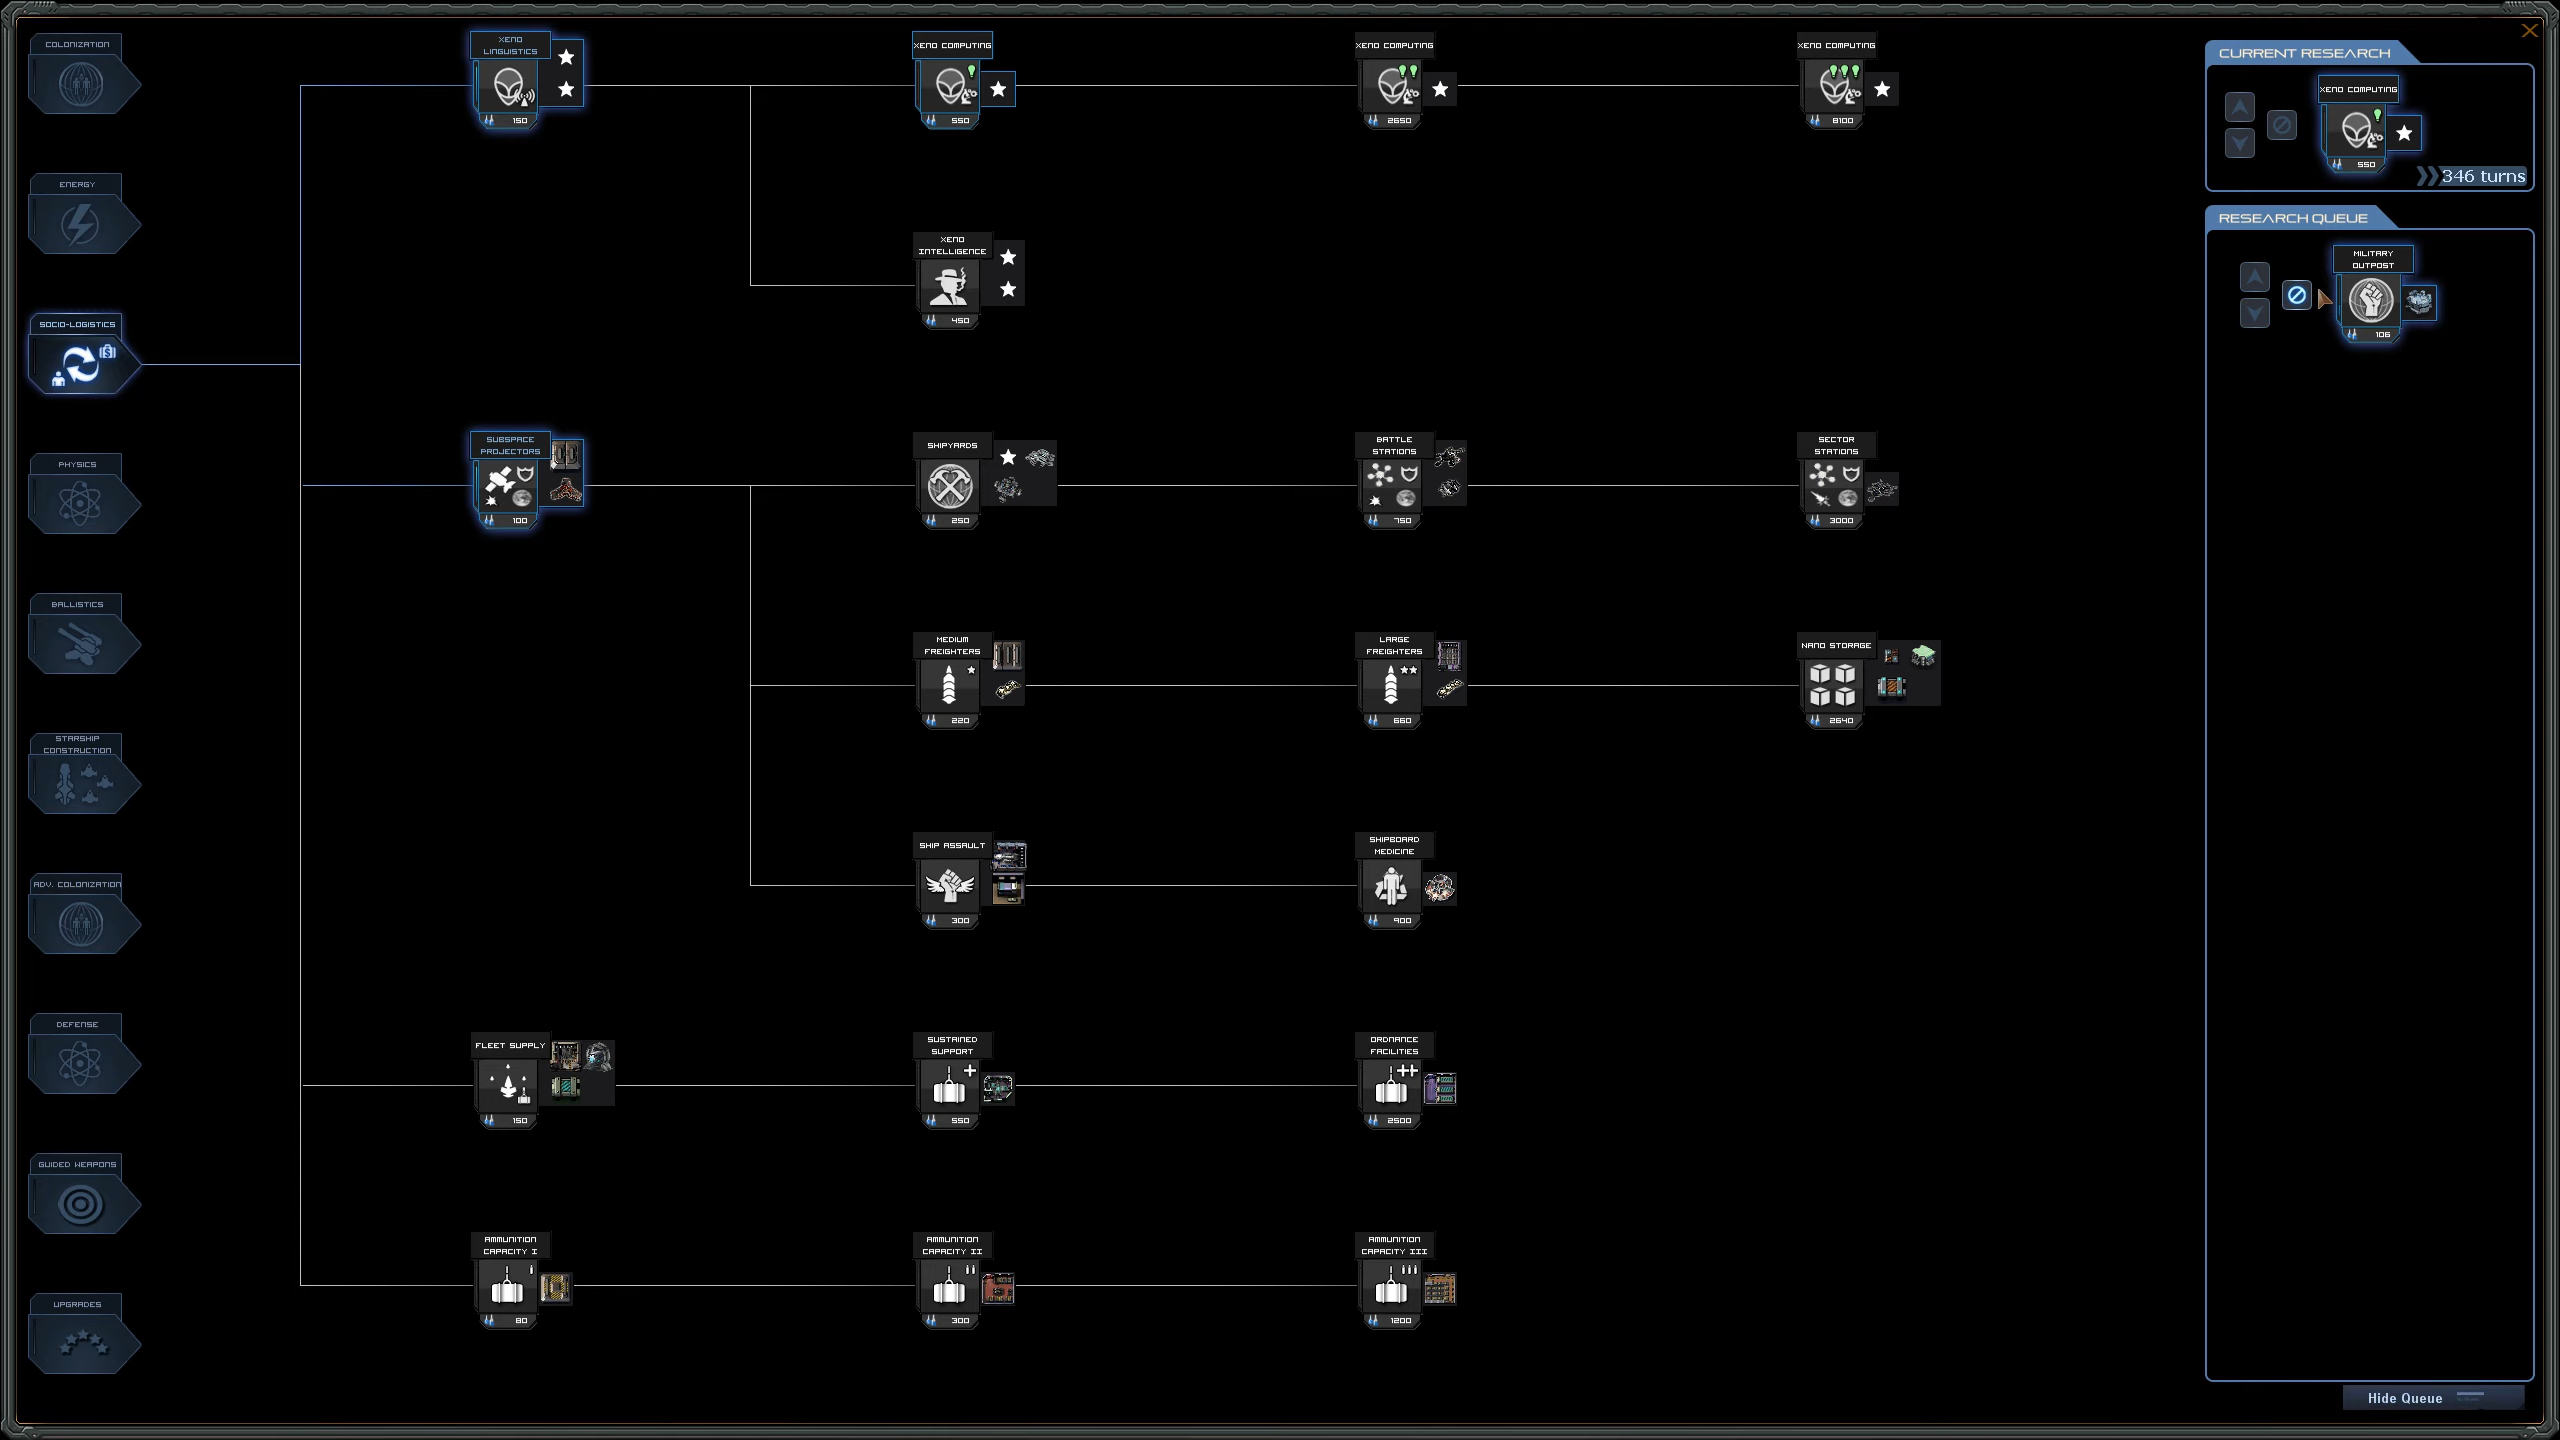 COLONIZATION
ENERGY
SOCIO-LOGISTICS
PHYSICS
BALLISTICS
STARSHIP
CONSTRUCTION
ADV. COLONIZATION
DEFENSE
GUIDED WEAPONS
UPGRADES
XENO
LINGUISTICS
150
XENO COMPUTING
550
XENO COMPUTING
2650
XENO COMPUTING
8100
XENO
INTELLIGENCE
450
SUBSPACE
PROJECTORS
100
SHIPYARDS
250
BATTLE
STATIONS
750
SECTOR
STATIONS
3000
MEDIUM
FREIGHTERS
220
LARGE
FREIGHTERS
660
NANO STORAGE
2640
SHIP ASSAULT
300
SHIPBOARD
MEDICINE
900
FLEET SUPPLY
150
SUSTAINED
SUPPORT
550
ORDNANCE
FACILITIES
2500
AMMUNITION
CAPACITY I
80
AMMUNITION
CAPACITY II
300
AMMUNITION
CAPACITY III
1200
CURRENT RESEARCH
XENO COMPUTING
550
346 turns
RESEARCH QUEUE
MILITARY
OUTPOST
106
Hide Queue